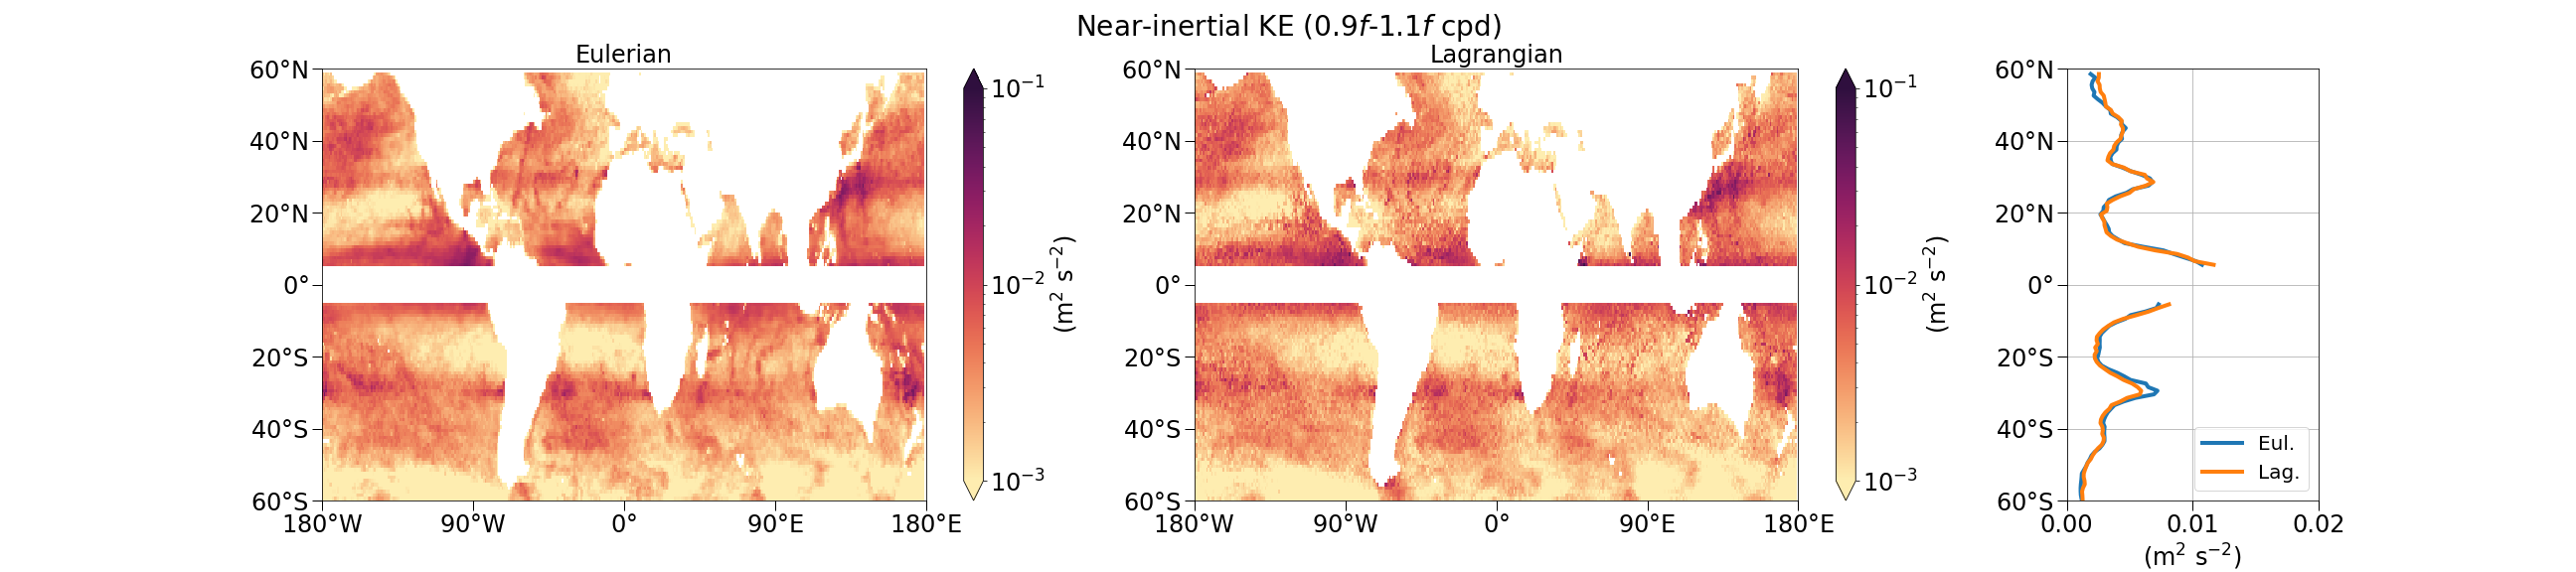 Near-inertial KE (0.9f-1.1f cpd)
Eulerian
60°N
40°N
20°N
0°
20°S
40°S
60°S
180°W 90°W 0° 90°E 180°E
10⁻¹
10⁻²
10⁻³
(m² s⁻²)
Lagrangian
60°N
40°N
20°N
0°
20°S
40°S
60°S
180°W 90°W 0° 90°E 180°E
10⁻¹
10⁻²
10⁻³
(m² s⁻²)
60°N
40°N
20°N
0°
20°S
40°S
60°S
Eul.
Lag.
0.00 0.01 0.02
(m² s⁻²)